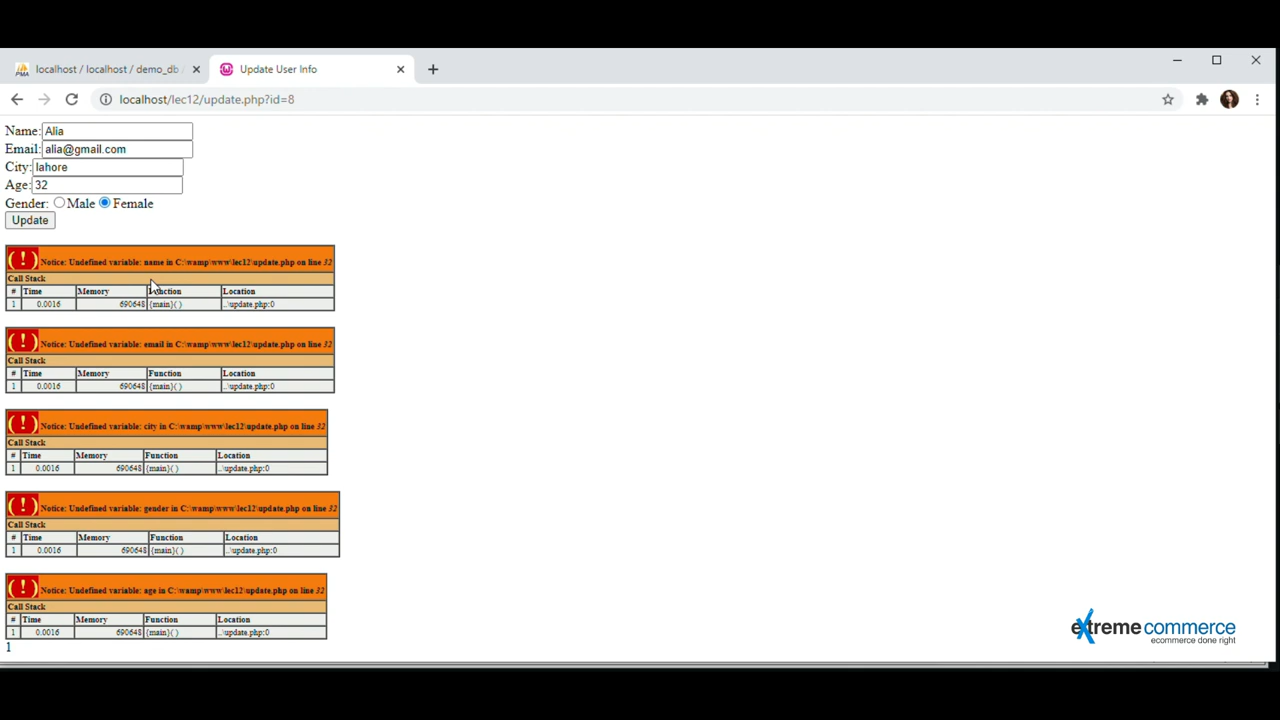 localhost / localhost / demo_db
Update User Info
localhost/lec12/update.php?id=8
Name: Alia
Email: alia@gmail.com
City: lahore
Age: 32
Gender: Male Female
Update
( ! ) Notice: Undefined variable: name in C:\wamp\www\lec12\update.php on line 32
Call Stack
# Time Memory Function Location
1 0.0016 690648 {main}( ) ..\update.php:0
( ! ) Notice: Undefined variable: email in C:\wamp\www\lec12\update.php on line 32
Call Stack
# Time Memory Function Location
1 0.0016 690648 {main}( ) ..\update.php:0
( ! ) Notice: Undefined variable: city in C:\wamp\www\lec12\update.php on line 32
Call Stack
# Time Memory Function Location
1 0.0016 690648 {main}( ) ..\update.php:0
( ! ) Notice: Undefined variable: gender in C:\wamp\www\lec12\update.php on line 32
Call Stack
# Time Memory Function Location
1 0.0016 690648 {main}( ) ..\update.php:0
( ! ) Notice: Undefined variable: age in C:\wamp\www\lec12\update.php on line 32
Call Stack
# Time Memory Function Location
1 0.0016 690648 {main}( ) ..\update.php:0
1
extreme commerce
ecommerce done right